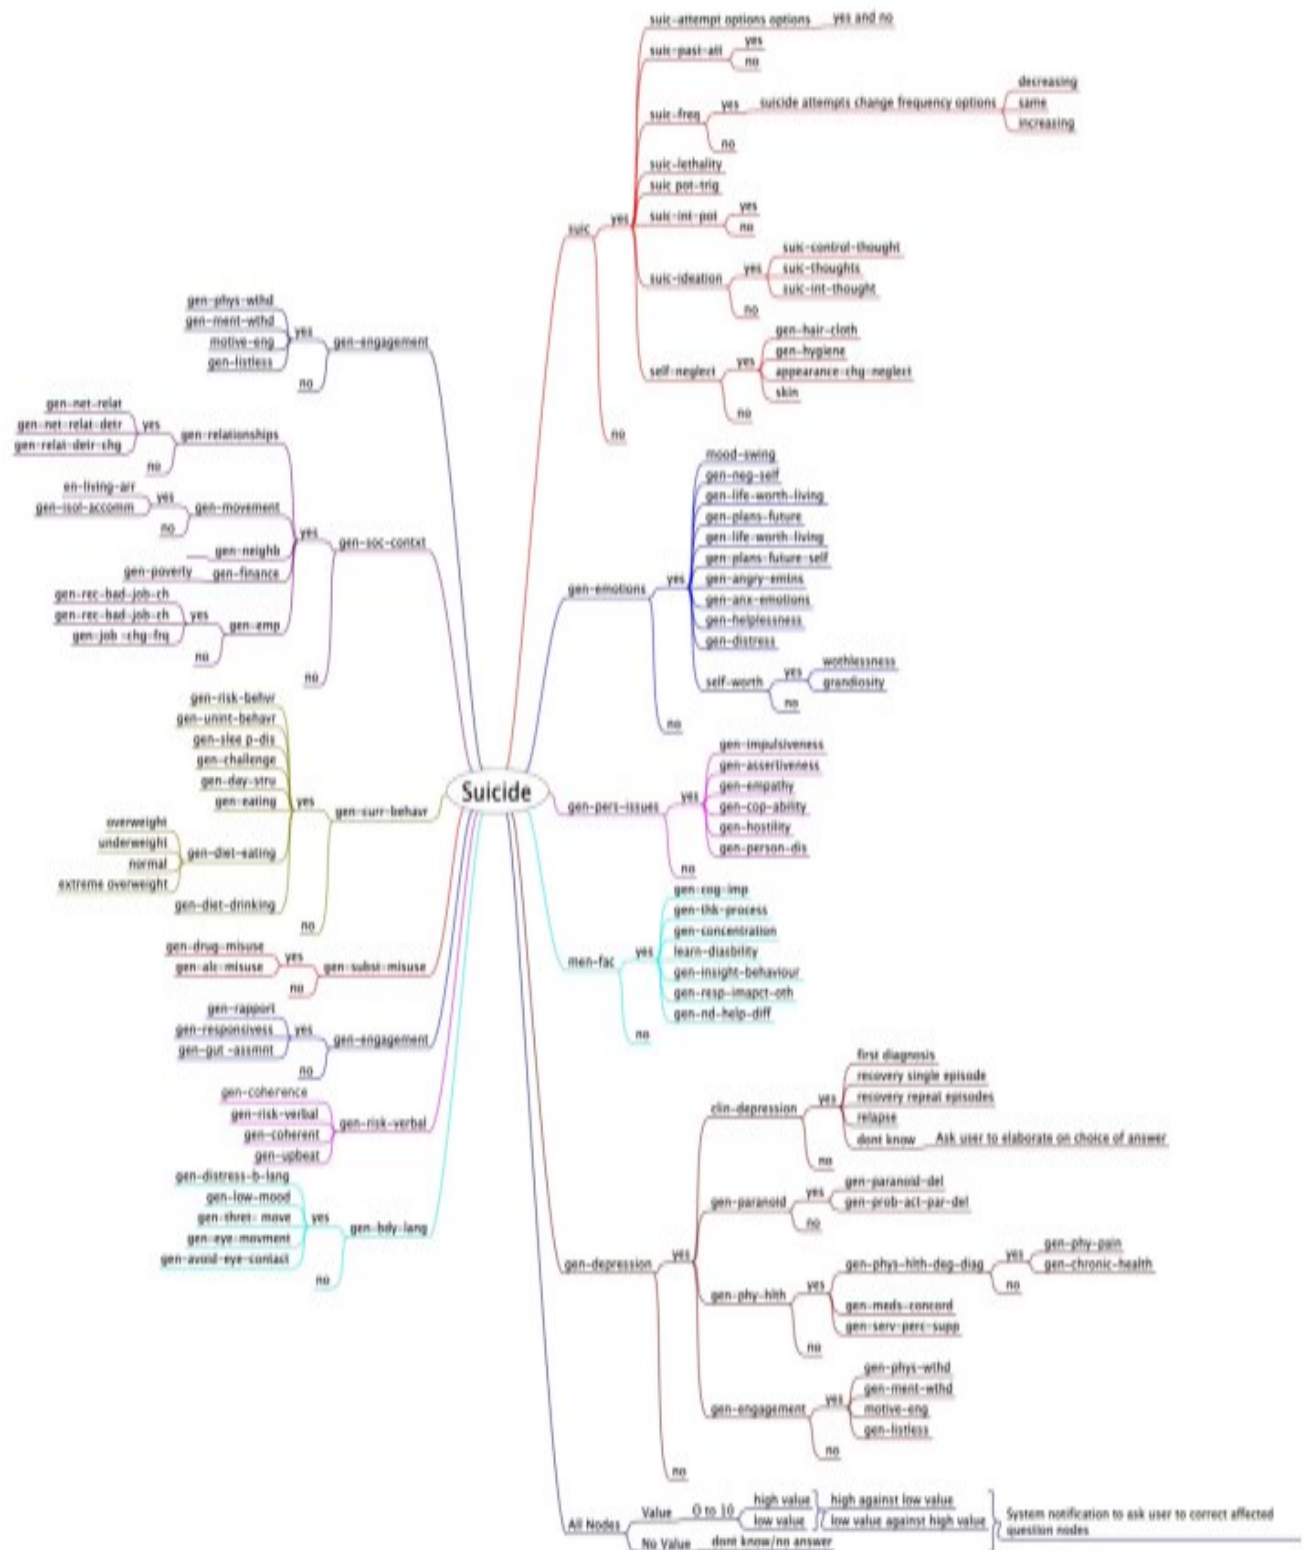 suic-attempt options options
yes and no
suic-past-att
yes
no
suic-freq
yes
suicide attempts change frequency options
decreasing
same
increasing
no
suic-lethality
suic pot-trig
suic-int-pot
yes
no
suic
yes
suic-ideation
yes
suic-control-thought
suic-thoughts
suic-int-thought
no
self-neglect
yes
gen-hair-cloth
gen-hygiene
appearance-chg-neglect
skin
no
no
gen-emotions
yes
mood-swing
gen-neg-self
gen-life-worth-living
gen-plans-future
gen-life-worth-living
gen-plans-future-self
gen-angry-emtns
gen-anx-emotions
gen-helplessness
gen-distress
self-worth
yes
wothlessness
grandiosity
no
no
gen-pers-issues
yes
gen-impulsiveness
gen-assertiveness
gen-empathy
gen-cop-ability
gen-hostility
gen-person-dis
no
men-fac
yes
gen-cog-imp
gen-thk-process
gen-concentration
learn-diasbility
gen-insight-behaviour
gen-resp-imapct-oth
gen-nd-help-diff
no
gen-depression
yes
clin-depression
yes
first diagnosis
recovery single episode
recovery repeat episodes
relapse
dont know
Ask user to elaborate on choice of answer
no
gen-paranoid
yes
gen-paranoid-del
gen-prob-act-par-del
no
gen-phy-hlth
yes
gen-phys-hlth-deg-diag
yes
gen-phy-pain
gen-chronic-health
no
gen-meds-concord
gen-serv-perc-supp
no
gen-engagement
yes
gen-phys-wthd
gen-ment-wthd
motive-eng
gen-listless
no
no
All Nodes
Value
0 to 10
high value
low value
high against low value
low value against high value
System notification to ask user to correct affected
question nodes
No Value
dont know/no answer
Suicide
gen-phys-wthd
gen-ment-wthd
motive-eng
gen-listless
yes
gen-engagement
no
gen-net-relat
gen-net-relat-detr
gen-relat-detr-chg
yes
gen-relationships
no
en-living-arr
gen-isol-accomm
yes
gen-movement
no
gen-neighb
gen-poverty
gen-finance
gen-rec-bad-job-ch
gen-rec-bad-job-ch
gen-job -chg-frq
yes
gen-emp
no
yes
gen-soc-contxt
no
gen-risk-behvr
gen-unint-behavr
gen-slee p-dis
gen-challenge
gen-day-stru
gen-eating
overweight
underweight
normal
extreme overweight
gen-diet-eating
gen-diet-drinking
yes
gen-curr-behavr
no
gen-drug-misuse
gen-alc-misuse
yes
gen-subst-misuse
no
gen-rapport
gen-responsivess
gen-gut -assmnt
yes
gen-engagement
no
gen-coherence
gen-risk-verbal
gen-coherent
gen-upbeat
gen-risk-verbal
gen-distress-b-lang
gen-low-mood
gen-thret- move
gen-eye-movment
gen-avoid-eye-contact
yes
gen-bdy-lang
no